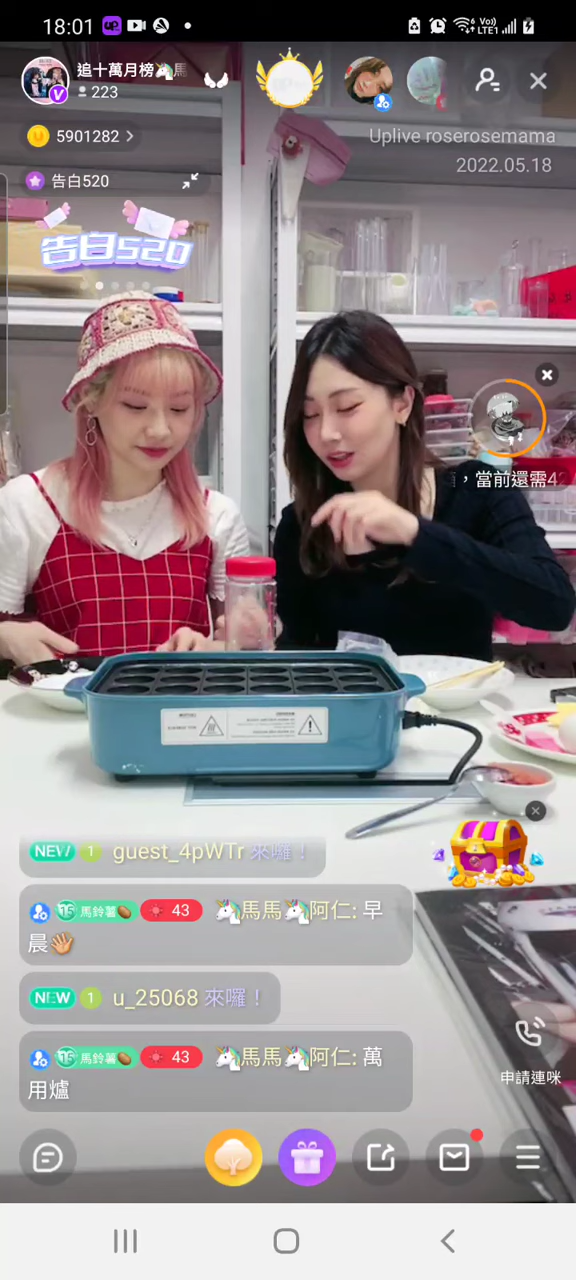 18:01
Vo))
LTE1
追十萬月榜🦄馬
223
5901282
Uplive roserosemama
2022.05.18
告白520
告白520
，當前還需42
NEW 1 guest_4pWTr 來囉！
15 馬鈴薯🥔 43 🦄馬馬🦄阿仁: 早
晨👋
NEW 1 u_25068 來囉！
15 馬鈴薯🥔 43 🦄馬馬🦄阿仁: 萬
用爐
申請連咪